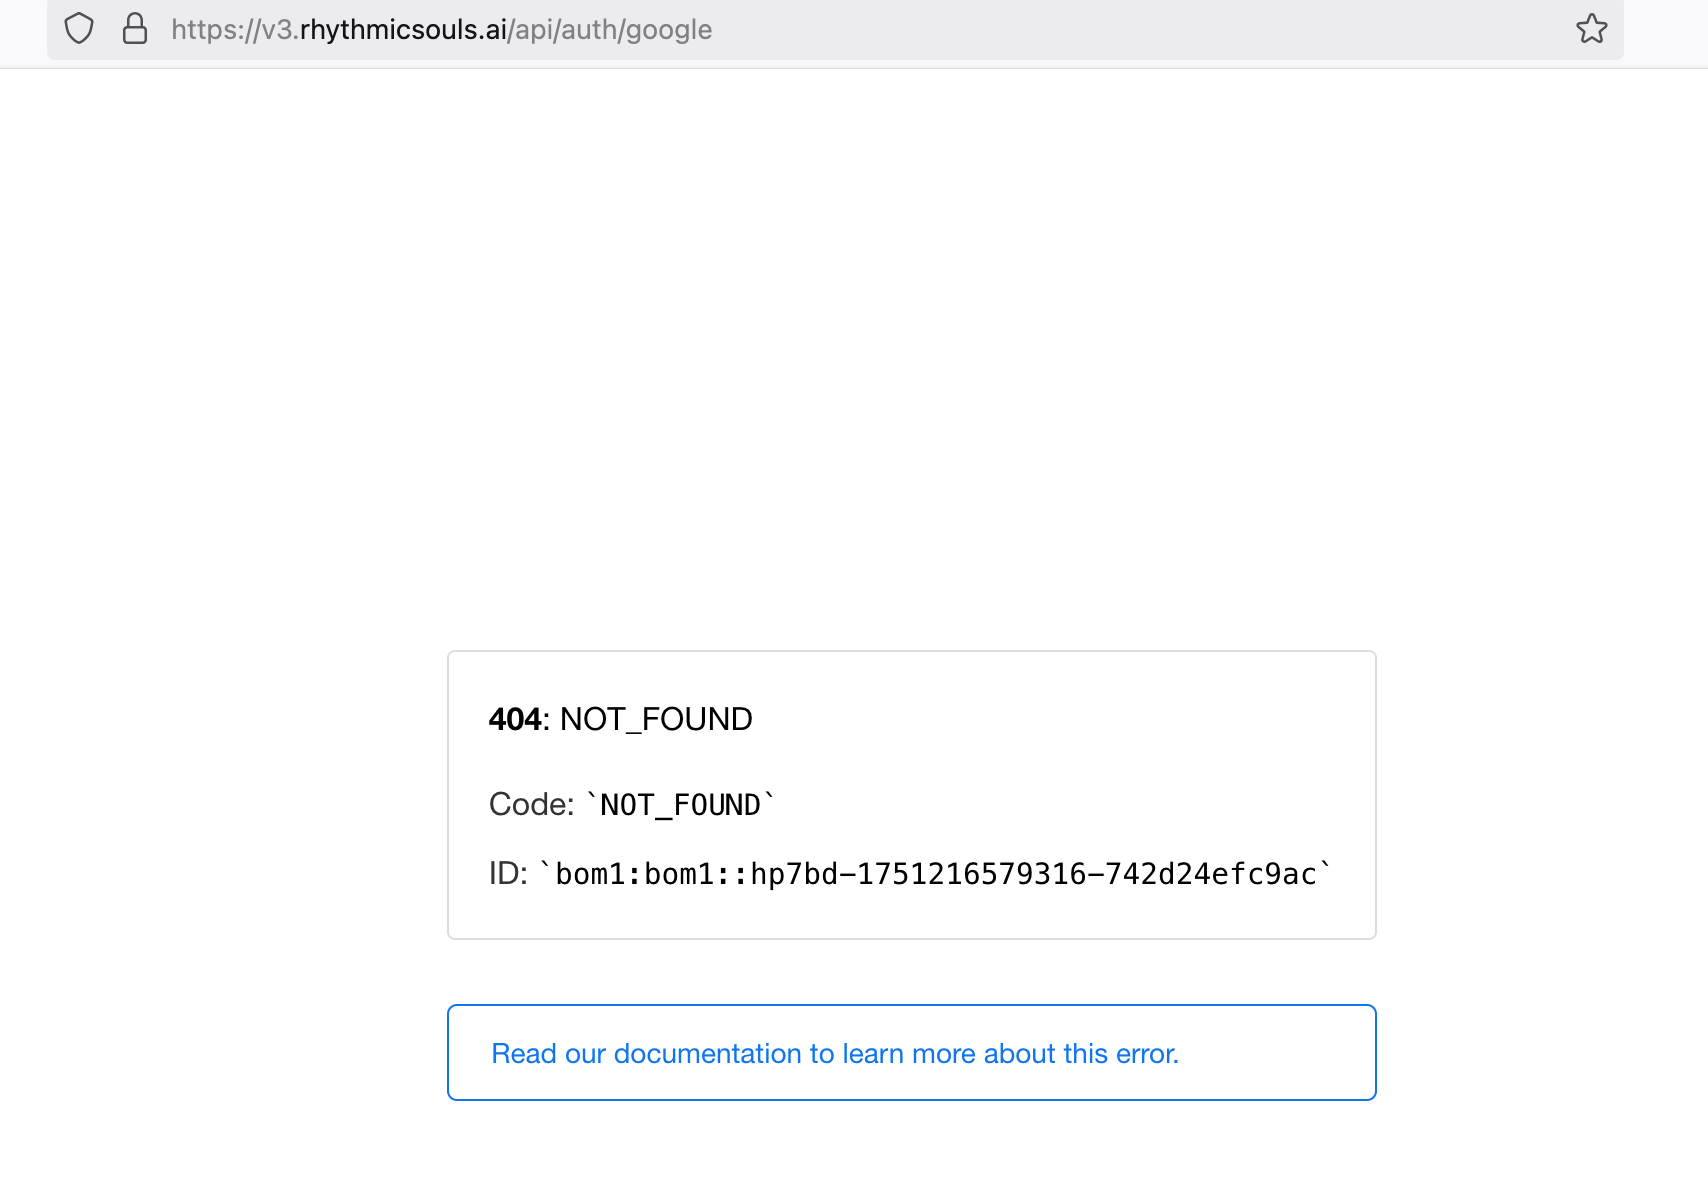 https://v3.rhythmicsouls.ai/api/auth/google
404: NOT_FOUND
Code: `NOT_FOUND`
ID: `bom1:bom1::hp7bd-1751216579316-742d24efc9ac`
Read our documentation to learn more about this error.